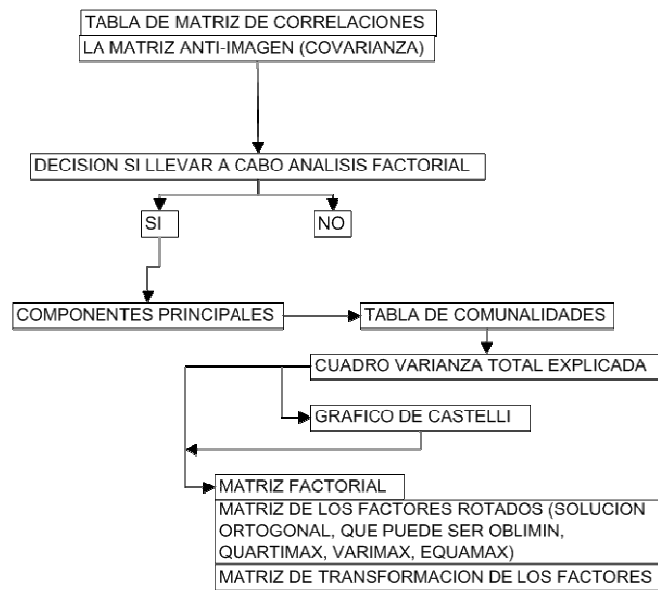 TABLA DE MATRIZ DE CORRELACIONES
LA MATRIZ ANTI-IMAGEN (COVARIANZA)
DECISION SI LLEVAR A CABO ANALISIS FACTORIAL
SI
NO
COMPONENTES PRINCIPALES
TABLA DE COMUNALIDADES
CUADRO VARIANZA TOTAL EXPLICADA
GRAFICO DE CASTELLI
MATRIZ FACTORIAL
MATRIZ DE LOS FACTORES ROTADOS (SOLUCION
ORTOGONAL, QUE PUEDE SER OBLIMIN,
QUARTIMAX, VARIMAX, EQUAMAX)
MATRIZ DE TRANSFORMACION DE LOS FACTORES